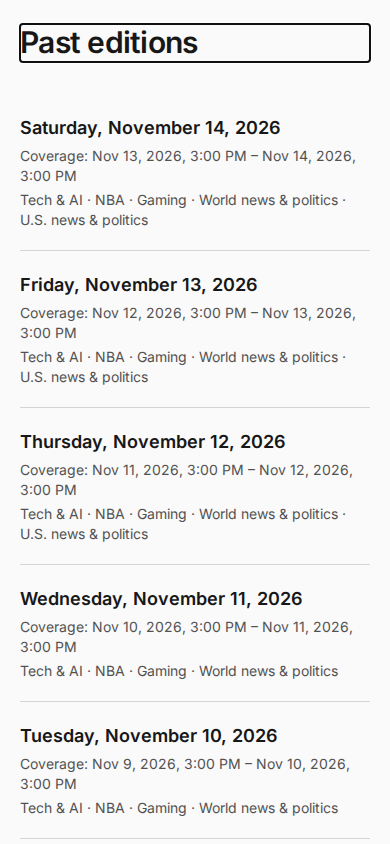 Past editions
Saturday, November 14, 2026
Coverage: Nov 13, 2026, 3:00 PM – Nov 14, 2026,
3:00 PM
Tech & AI · NBA · Gaming · World news & politics ·
U.S. news & politics
Friday, November 13, 2026
Coverage: Nov 12, 2026, 3:00 PM – Nov 13, 2026,
3:00 PM
Tech & AI · NBA · Gaming · World news & politics ·
U.S. news & politics
Thursday, November 12, 2026
Coverage: Nov 11, 2026, 3:00 PM – Nov 12, 2026,
3:00 PM
Tech & AI · NBA · Gaming · World news & politics ·
U.S. news & politics
Wednesday, November 11, 2026
Coverage: Nov 10, 2026, 3:00 PM – Nov 11, 2026,
3:00 PM
Tech & AI · NBA · Gaming · World news & politics
Tuesday, November 10, 2026
Coverage: Nov 9, 2026, 3:00 PM – Nov 10, 2026,
3:00 PM
Tech & AI · NBA · Gaming · World news & politics